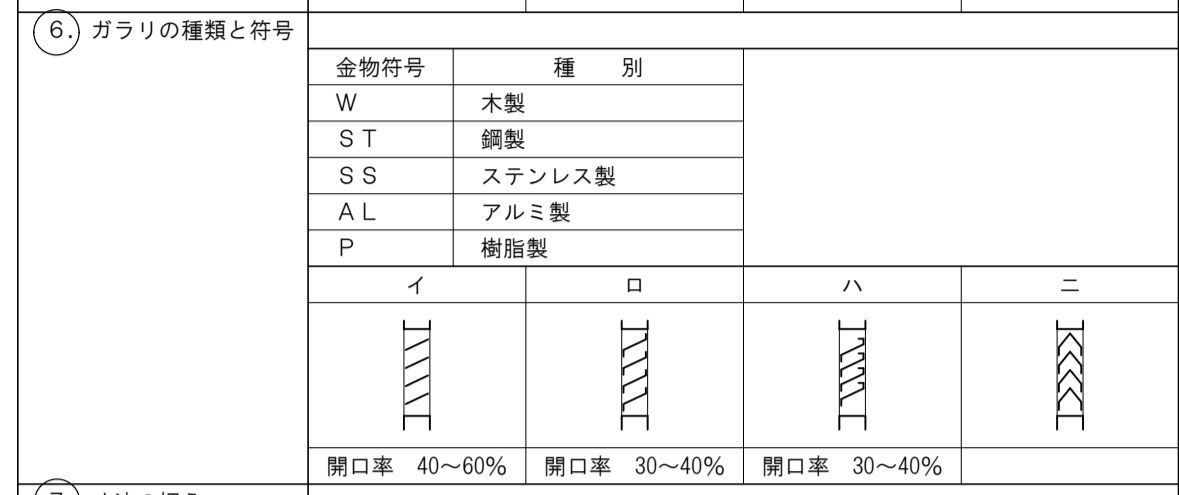 ６．ガラリの種類と符号
金物符号　種　　別
Ｗ　木製
ＳＴ　鋼製
ＳＳ　ステンレス製
ＡＬ　アルミ製
Ｐ　樹脂製
イ　ロ　ハ　ニ
開口率　40～60%　開口率　30～40%　開口率　30～40%